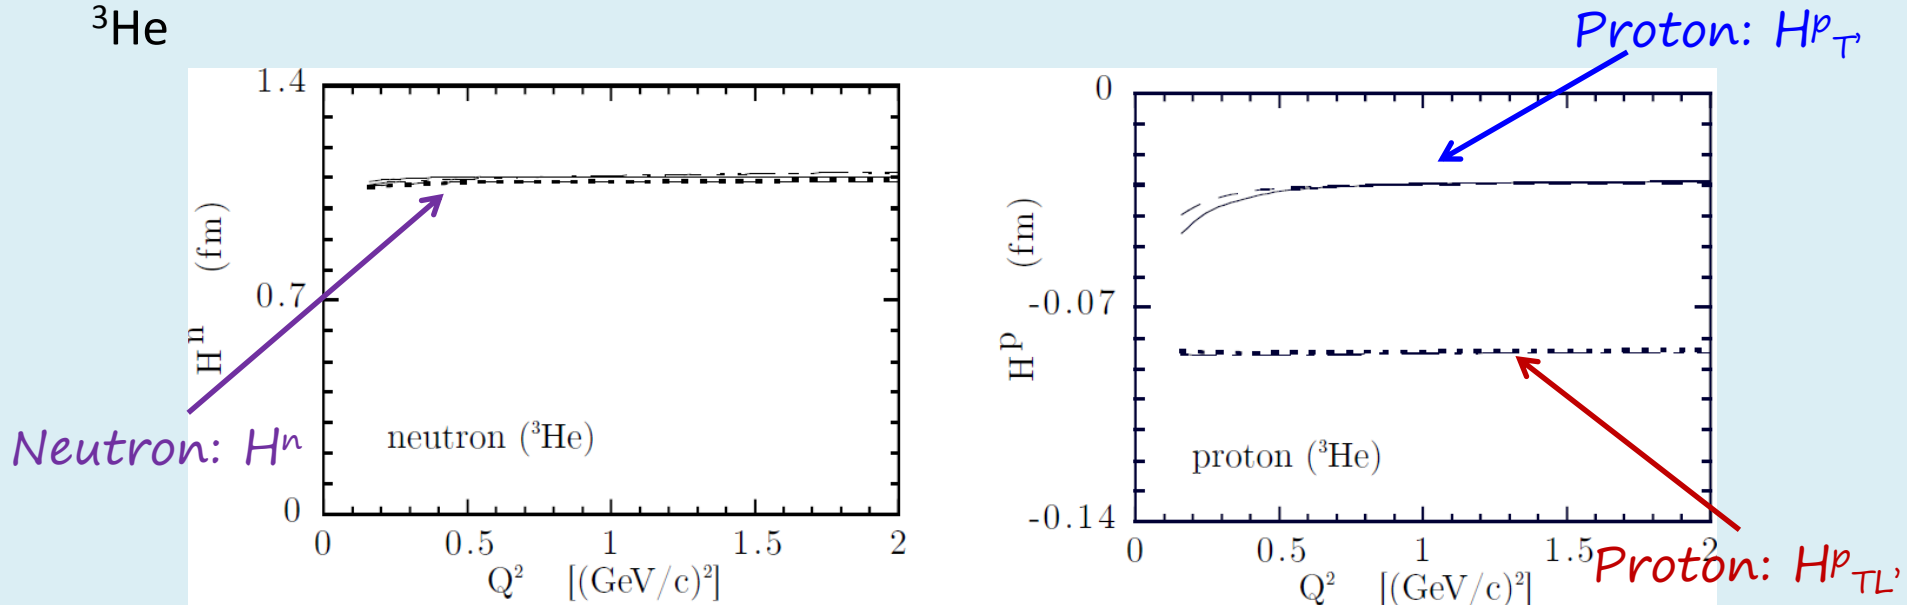 ³He
Proton: Hᵖ_T'
1.4
0.7
0
Hⁿ (fm)
neutron (³He)
0 0.5 1 1.5 2
Q² [(GeV/c)²]
Neutron: Hⁿ
0
-0.07
-0.14
Hᵖ (fm)
proton (³He)
0 0.5 1 1.5 2
Q² [(GeV/c)²]
Proton: Hᵖ_TL'